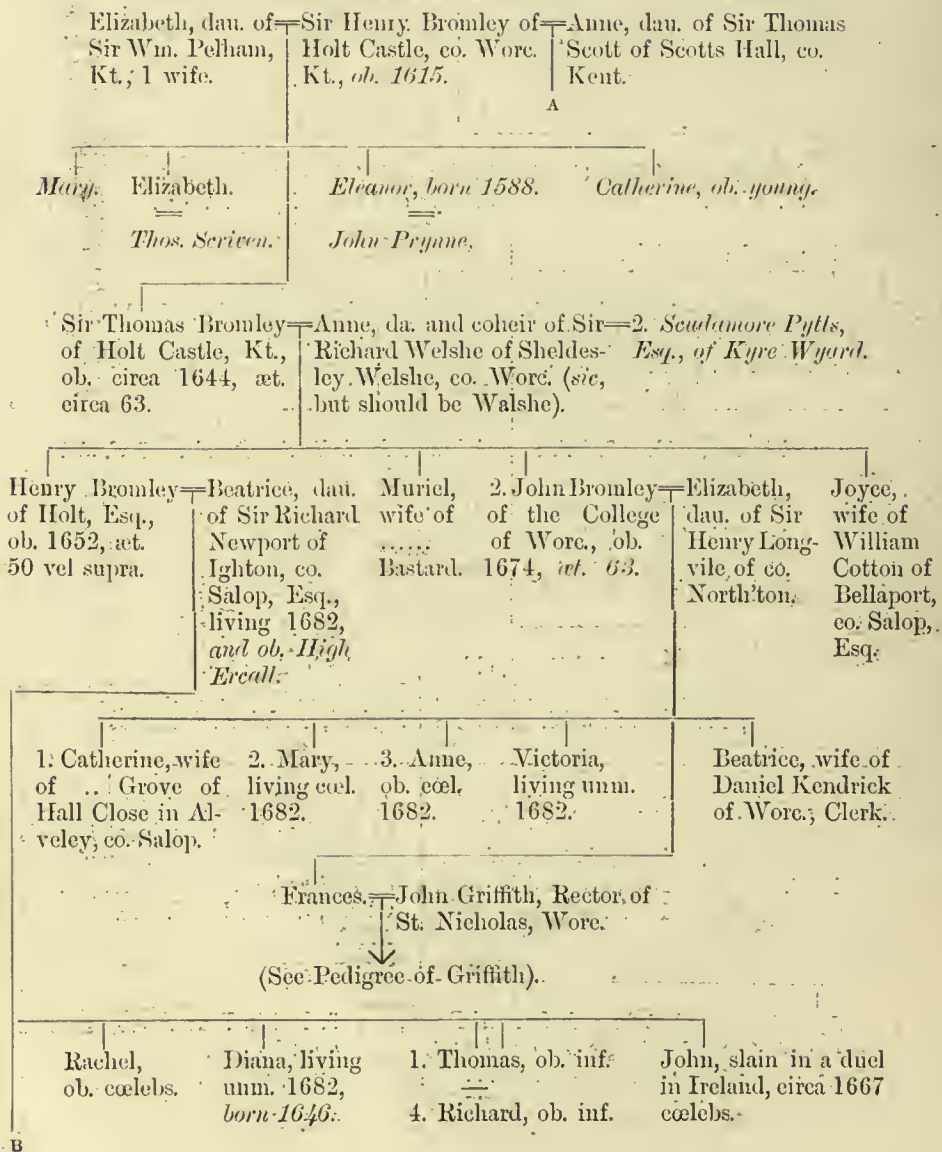 Elizabeth, dau. of
Sir Wm. Pelham,
Kt., 1 wife.
Sir Henry Bromley of
Holt Castle, co. Worc.
Kt., ob. 1615.
Anne, dau. of Sir Thomas
Scott of Scotts Hall, co.
Kent.
A
Mary.
Elizabeth.
Thos. Scriven.
Eleanor, born 1588.
John Prynne.
Catherine, ob. young.
Sir Thomas Bromley
of Holt Castle, Kt.,
ob. circa 1644, æt.
circa 63.
Anne, da. and coheir of Sir
Richard Welshe of Sheldes-
ley Welshe, co. Worc. (sic,
but should be Walshe).
2. Scudamore Pytts,
Esq., of Kyre Wyard.
Henry Bromley
of Holt, Esq.,
ob. 1652, æt.
50 vel supra.
Beatrice, dau.
of Sir Richard
Newport of
Ighton, co.
Salop, Esq.,
living 1682,
and ob. High
Ercall.
Muriel,
wife of
......
Bastard.
2. John Bromley
of the College
of Worc., ob.
1674, æt. 63.
Elizabeth,
dau. of Sir
Henry Long-
vile, of co.
North'ton.
Joyce,
wife of
William
Cotton of
Bellaport,
co. Salop,
Esq.
1. Catherine, wife
of .. Grove of
Hall Close in Al-
veley, co. Salop.
2. Mary,
living cœl.
1682.
3. Anne,
ob. cœl.
1682.
Victoria,
living unm.
1682.
Beatrice, wife of
Daniel Kendrick
of Worc., Clerk.
Frances.
John Griffith, Rector of
St. Nicholas, Worc.
(See Pedigree of Griffith).
Rachel,
ob. cœlebs.
Diana, living
unm. 1682,
born 1646.
1. Thomas, ob. inf.
4. Richard, ob. inf.
John, slain in a duel
in Ireland, circa 1667
cœlebs.
B